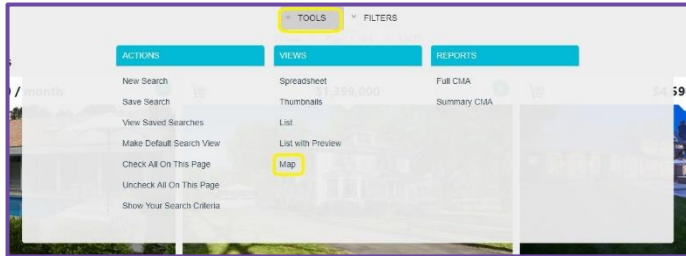 TOOLS FILTERS
ACTIONS VIEWS REPORTS
/ month
New Search Spreadsheet $1,399,000 Full CMA
Save Search Thumbnails Summary CMA
View Saved Searches List
Make Default Search View List with Preview
Check All On This Page Map
Uncheck All On This Page
Show Your Search Criteria